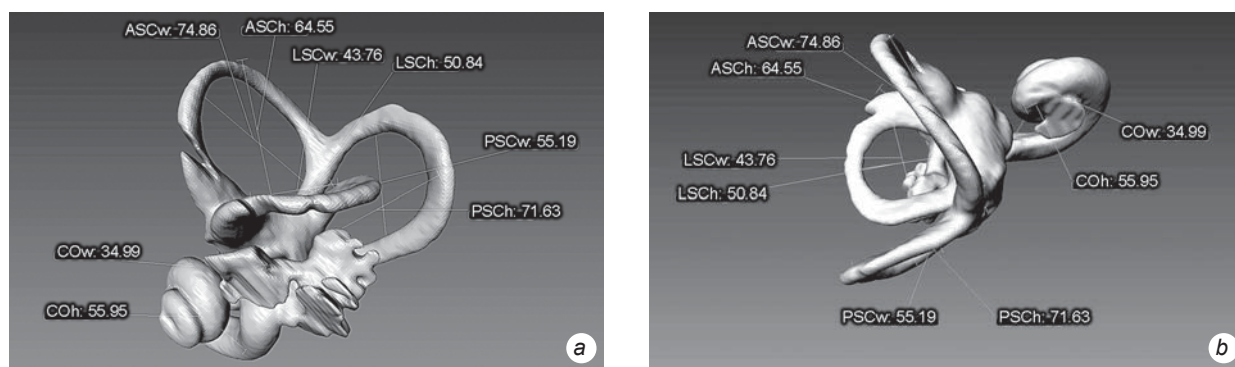 ASCw: 74.86
ASCh: 64.55
LSCw: 43.76
LSCh: 50.84
PSCw: 55.19
PSCh: 71.63
COw: 34.99
COh: 55.95
a
ASCw: 74.86
ASCh: 64.55
COw: 34.99
LSCw: 43.76
COh: 55.95
LSCh: 50.84
PSCw: 55.19
PSCh: 71.63
b